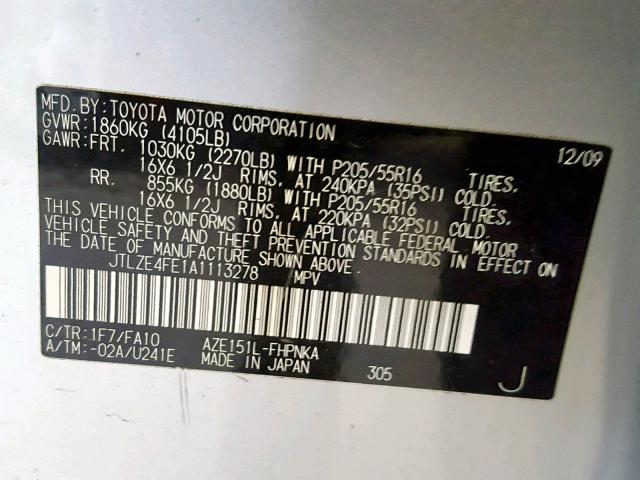 MFD.BY:TOYOTA MOTOR CORPORATION 12/09
GVWR:1860KG (4105LB)
GAWR:FRT. 1030KG (2270LB) WITH P205/55R16 TIRES,
16X6 1/2J RIMS, AT 240KPA (35PSI) COLD.
RR. 855KG (1880LB) WITH P205/55R16 TIRES,
16X6 1/2J RIMS, AT 220KPA (32PSI) COLD.
THIS VEHICLE CONFORMS TO ALL APPLICABLE FEDERAL MOTOR
VEHICLE SAFETY AND THEFT PREVENTION STANDARDS IN EFFECT ON
THE DATE OF MANUFACTURE SHOWN ABOVE.
JTLZE4FE1A1113278 MPV
C/TR:1F7/FA10 AZE151L-FHPNKA
A/TM:-02A/U241E MADE IN JAPAN 305 J